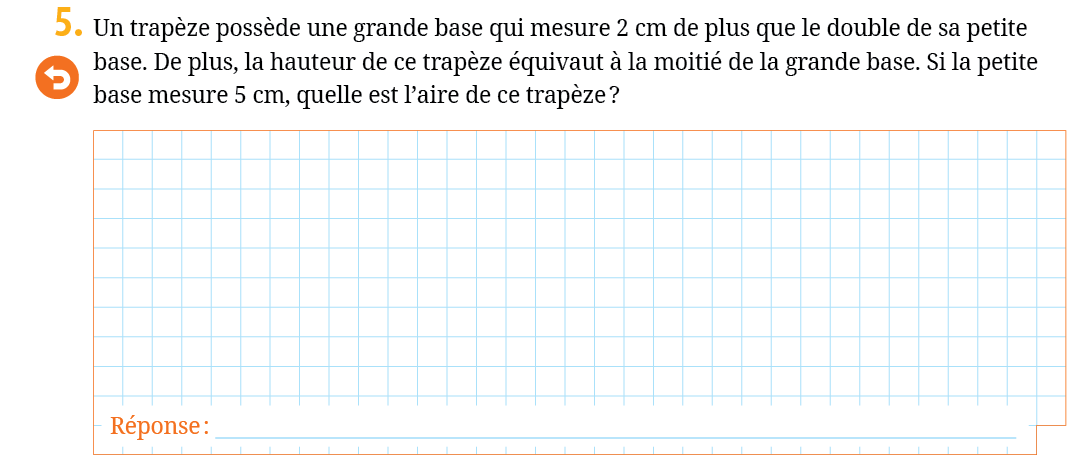 5. Un trapèze possède une grande base qui mesure 2 cm de plus que le double de sa petite
base. De plus, la hauteur de ce trapèze équivaut à la moitié de la grande base. Si la petite
base mesure 5 cm, quelle est l’aire de ce trapèze ?
Réponse :